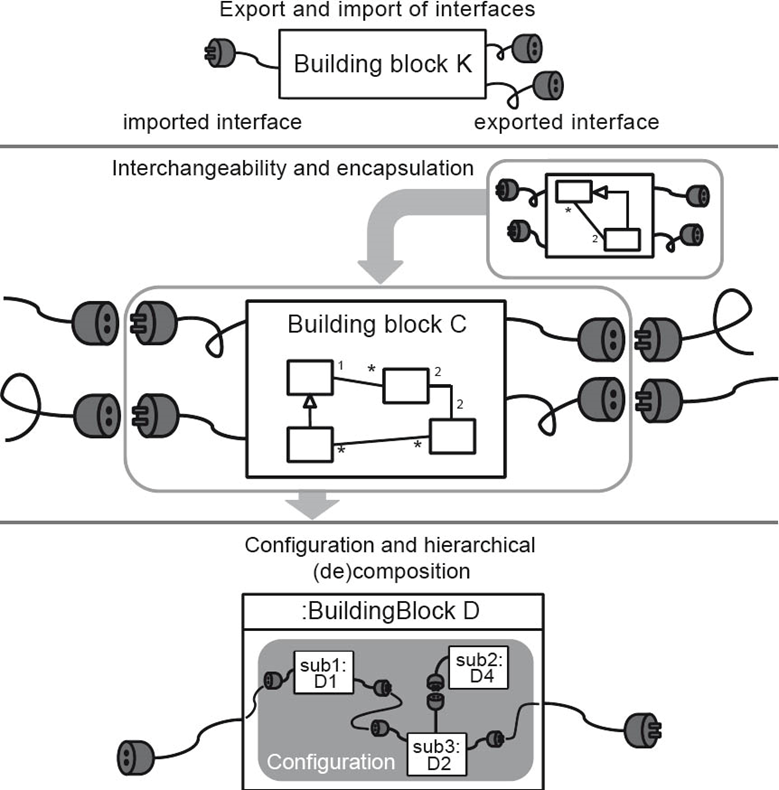 Export and import of interfaces
Building block K
imported interface
exported interface
Interchangeability and encapsulation
*
2
Building block C
1
*
2
2
*
*
Configuration and hierarchical
(de)composition
:BuildingBlock D
sub1:
D1
sub2:
D4
sub3:
D2
Configuration